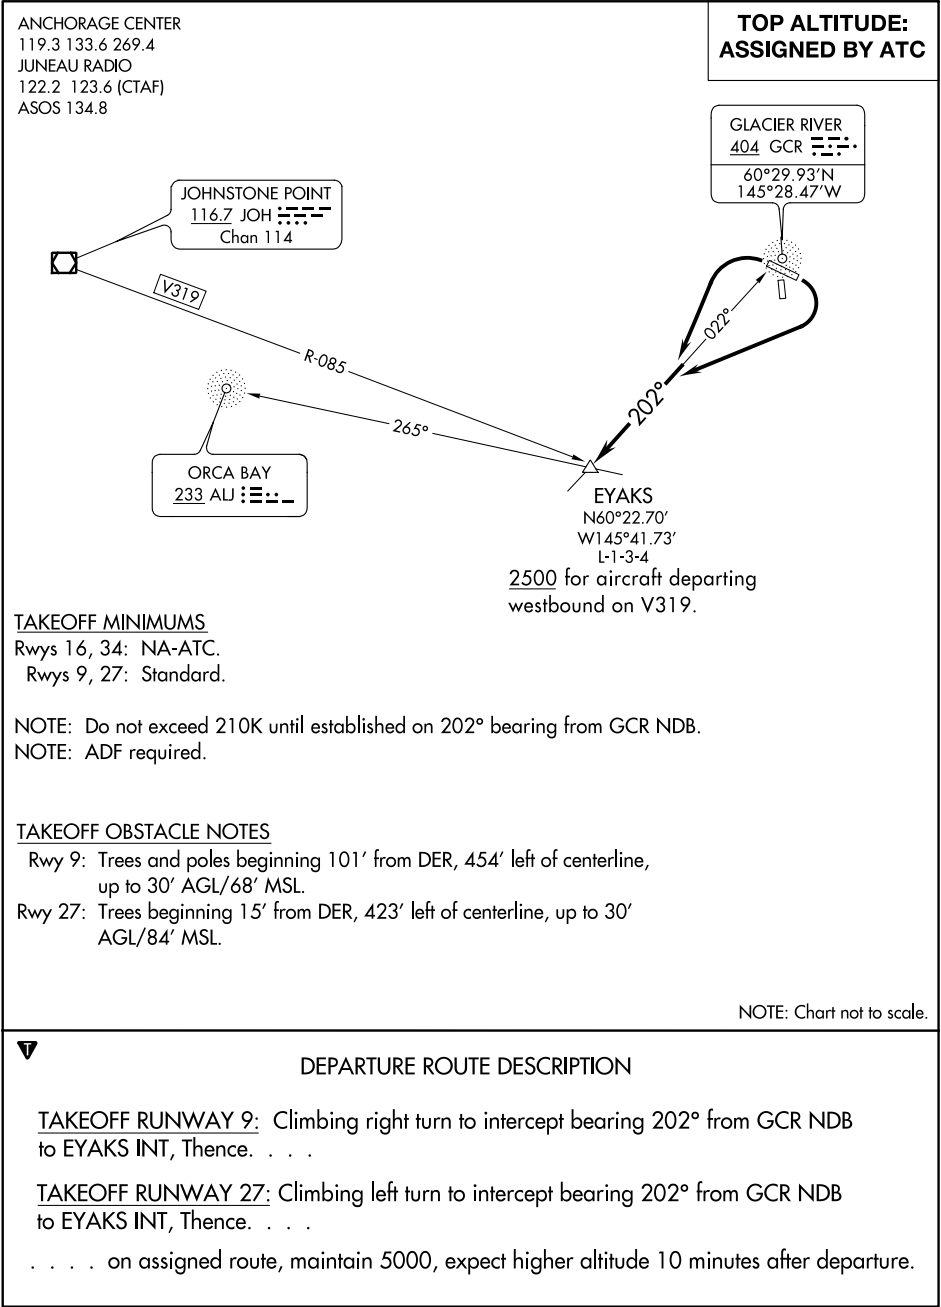 ANCHORAGE CENTER
119.3 133.6 269.4
JUNEAU RADIO
122.2 123.6 (CTAF)
ASOS 134.8
TOP ALTITUDE:
ASSIGNED BY ATC
GLACIER RIVER
404 GCR
60°29.93′N
145°28.47′W
JOHNSTONE POINT
116.7 JOH
Chan 114
V319
R-085
022°
202°
265°
ORCA BAY
233 ALJ
EYAKS
N60°22.70′
W145°41.73′
L-1-3-4
2500 for aircraft departing
westbound on V319.
TAKEOFF MINIMUMS
Rwys 16, 34: NA-ATC.
Rwys 9, 27: Standard.
NOTE: Do not exceed 210K until established on 202° bearing from GCR NDB.
NOTE: ADF required.
TAKEOFF OBSTACLE NOTES
Rwy 9: Trees and poles beginning 101′ from DER, 454′ left of centerline,
up to 30′ AGL/68′ MSL.
Rwy 27: Trees beginning 15′ from DER, 423′ left of centerline, up to 30′
AGL/84′ MSL.
NOTE: Chart not to scale.
T
DEPARTURE ROUTE DESCRIPTION
TAKEOFF RUNWAY 9: Climbing right turn to intercept bearing 202° from GCR NDB
to EYAKS INT, Thence. . . .
TAKEOFF RUNWAY 27: Climbing left turn to intercept bearing 202° from GCR NDB
to EYAKS INT, Thence. . . .
. . . . on assigned route, maintain 5000, expect higher altitude 10 minutes after departure.